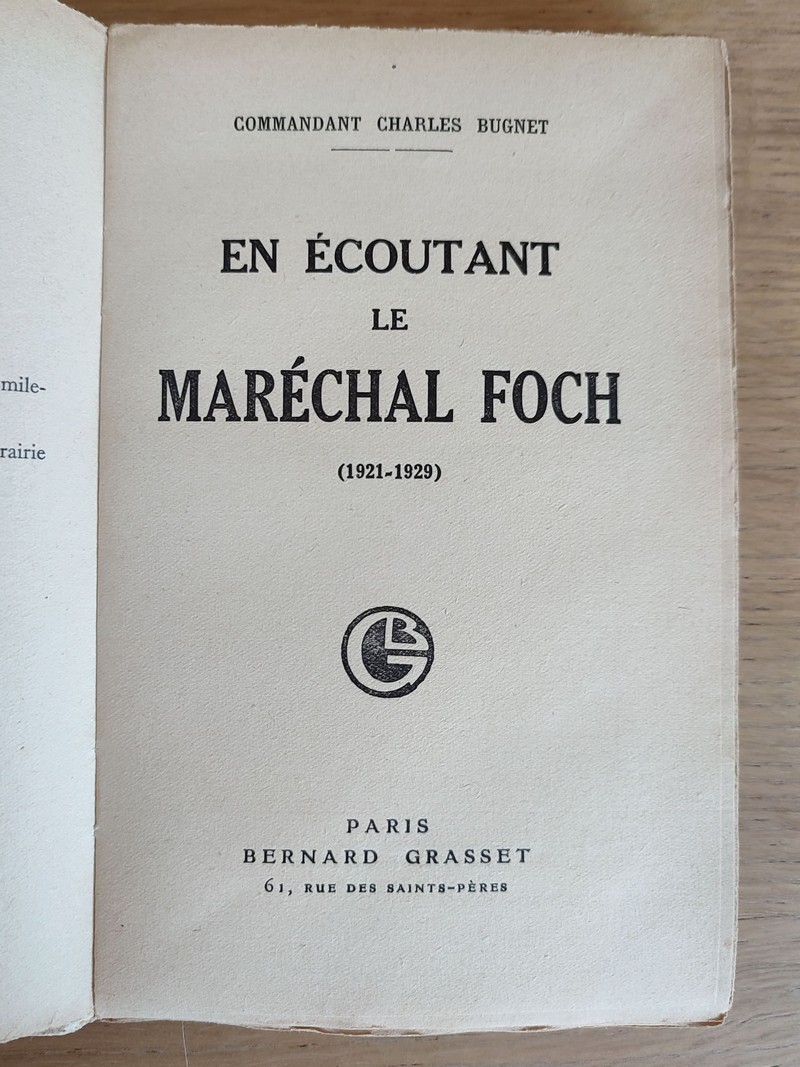 mile-
rairie
COMMANDANT CHARLES BUGNET
EN ÉCOUTANT
LE
MARÉCHAL FOCH
(1921-1929)
BG
PARIS
BERNARD GRASSET
61, RUE DES SAINTS-PÈRES